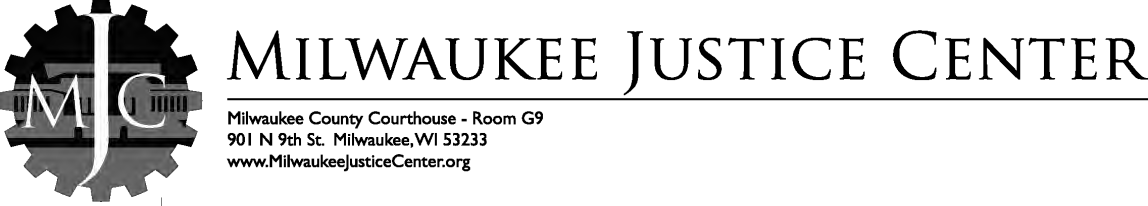 MJC
MILWAUKEE JUSTICE CENTER
Milwaukee County Courthouse - Room G9
901 N 9th St. Milwaukee, WI 53233
www.MilwaukeeJusticeCenter.org